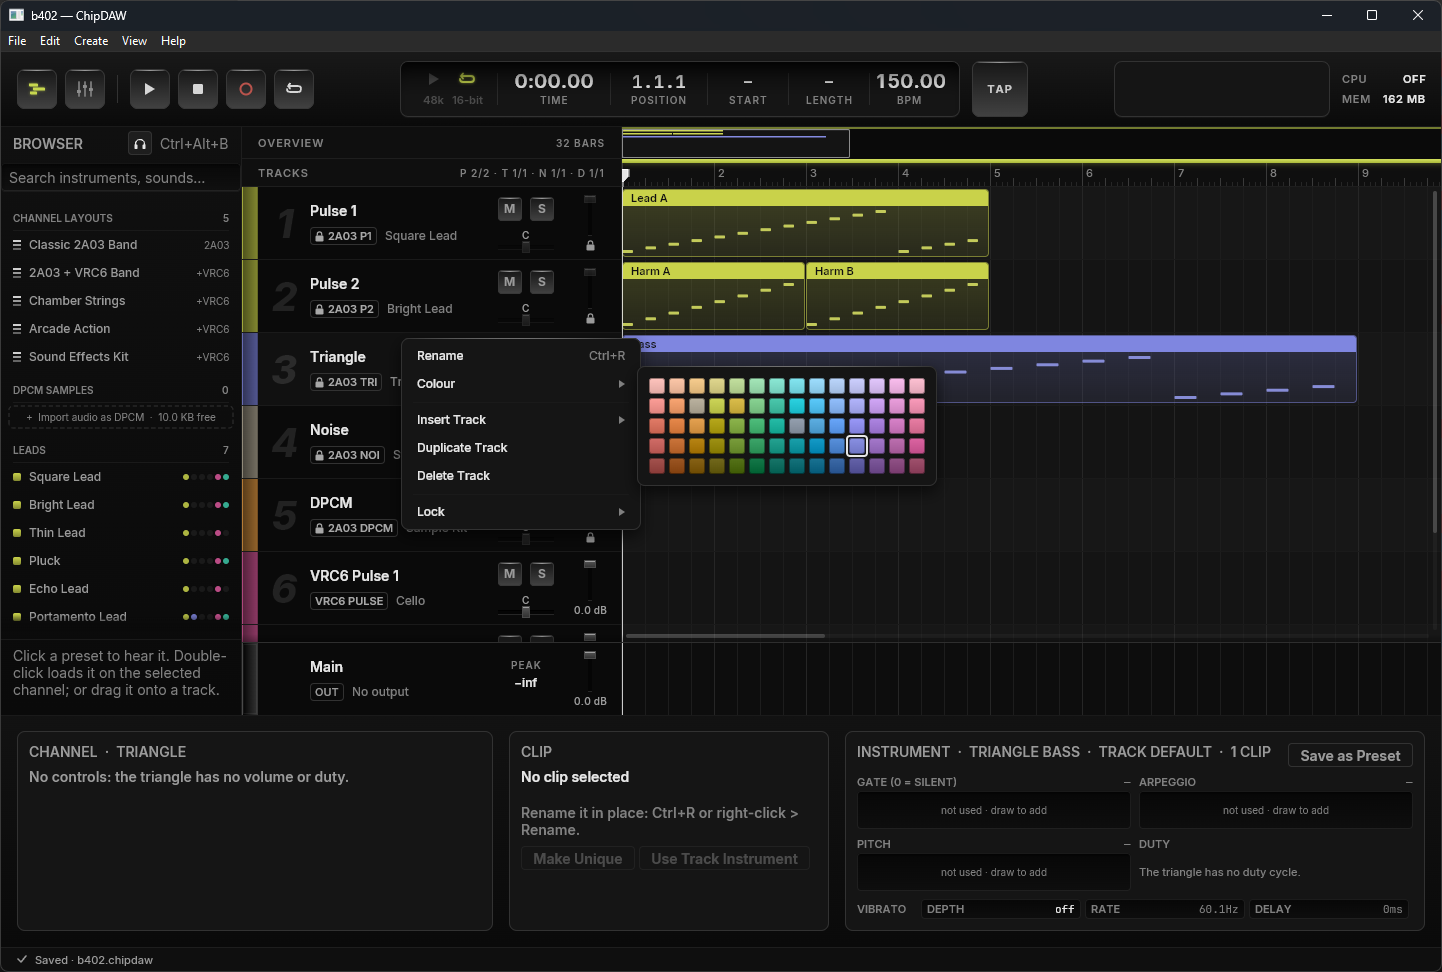 b402 — ChipDAW
File Edit Create View Help
48k 16-bit
0:00.00
TIME
1.1.1
POSITION
–
START
–
LENGTH
150.00
BPM
TAP
CPU OFF
MEM 162 MB
BROWSER Ctrl+Alt+B
Search instruments, sounds...
CHANNEL LAYOUTS 5
Classic 2A03 Band 2A03
2A03 + VRC6 Band +VRC6
Chamber Strings +VRC6
Arcade Action +VRC6
Sound Effects Kit +VRC6
DPCM SAMPLES 0
+ Import audio as DPCM · 10.0 KB free
LEADS 7
Square Lead
Bright Lead
Thin Lead
Pluck
Echo Lead
Portamento Lead
Click a preset to hear it. Double-
click loads it on the selected
channel; or drag it onto a track.
OVERVIEW 32 BARS
TRACKS P 2/2 · T 1/1 · N 1/1 · D 1/1
2 3 4 5 6 7 8 9
1 Pulse 1 M S
2A03 P1 Square Lead C
Lead A
2 Pulse 2 M S
2A03 P2 Bright Lead C
Harm A Harm B
3 Triangle
2A03 TRI Tr
ass
4 Noise
2A03 NOI S
5 DPCM
2A03 DPCM
6 VRC6 Pulse 1 M S
VRC6 PULSE Cello C
0.0 dB
Rename Ctrl+R
Colour
Insert Track
Duplicate Track
Delete Track
Lock
Main PEAK
OUT No output –inf
0.0 dB
CHANNEL · TRIANGLE
No controls: the triangle has no volume or duty.
CLIP
No clip selected
Rename it in place: Ctrl+R or right-click >
Rename.
Make Unique Use Track Instrument
INSTRUMENT · TRIANGLE BASS · TRACK DEFAULT · 1 CLIP Save as Preset
GATE (0 = SILENT) – ARPEGGIO –
not used · draw to add not used · draw to add
PITCH – DUTY
not used · draw to add The triangle has no duty cycle.
VIBRATO DEPTH off RATE 60.1Hz DELAY 0ms
Saved · b402.chipdaw